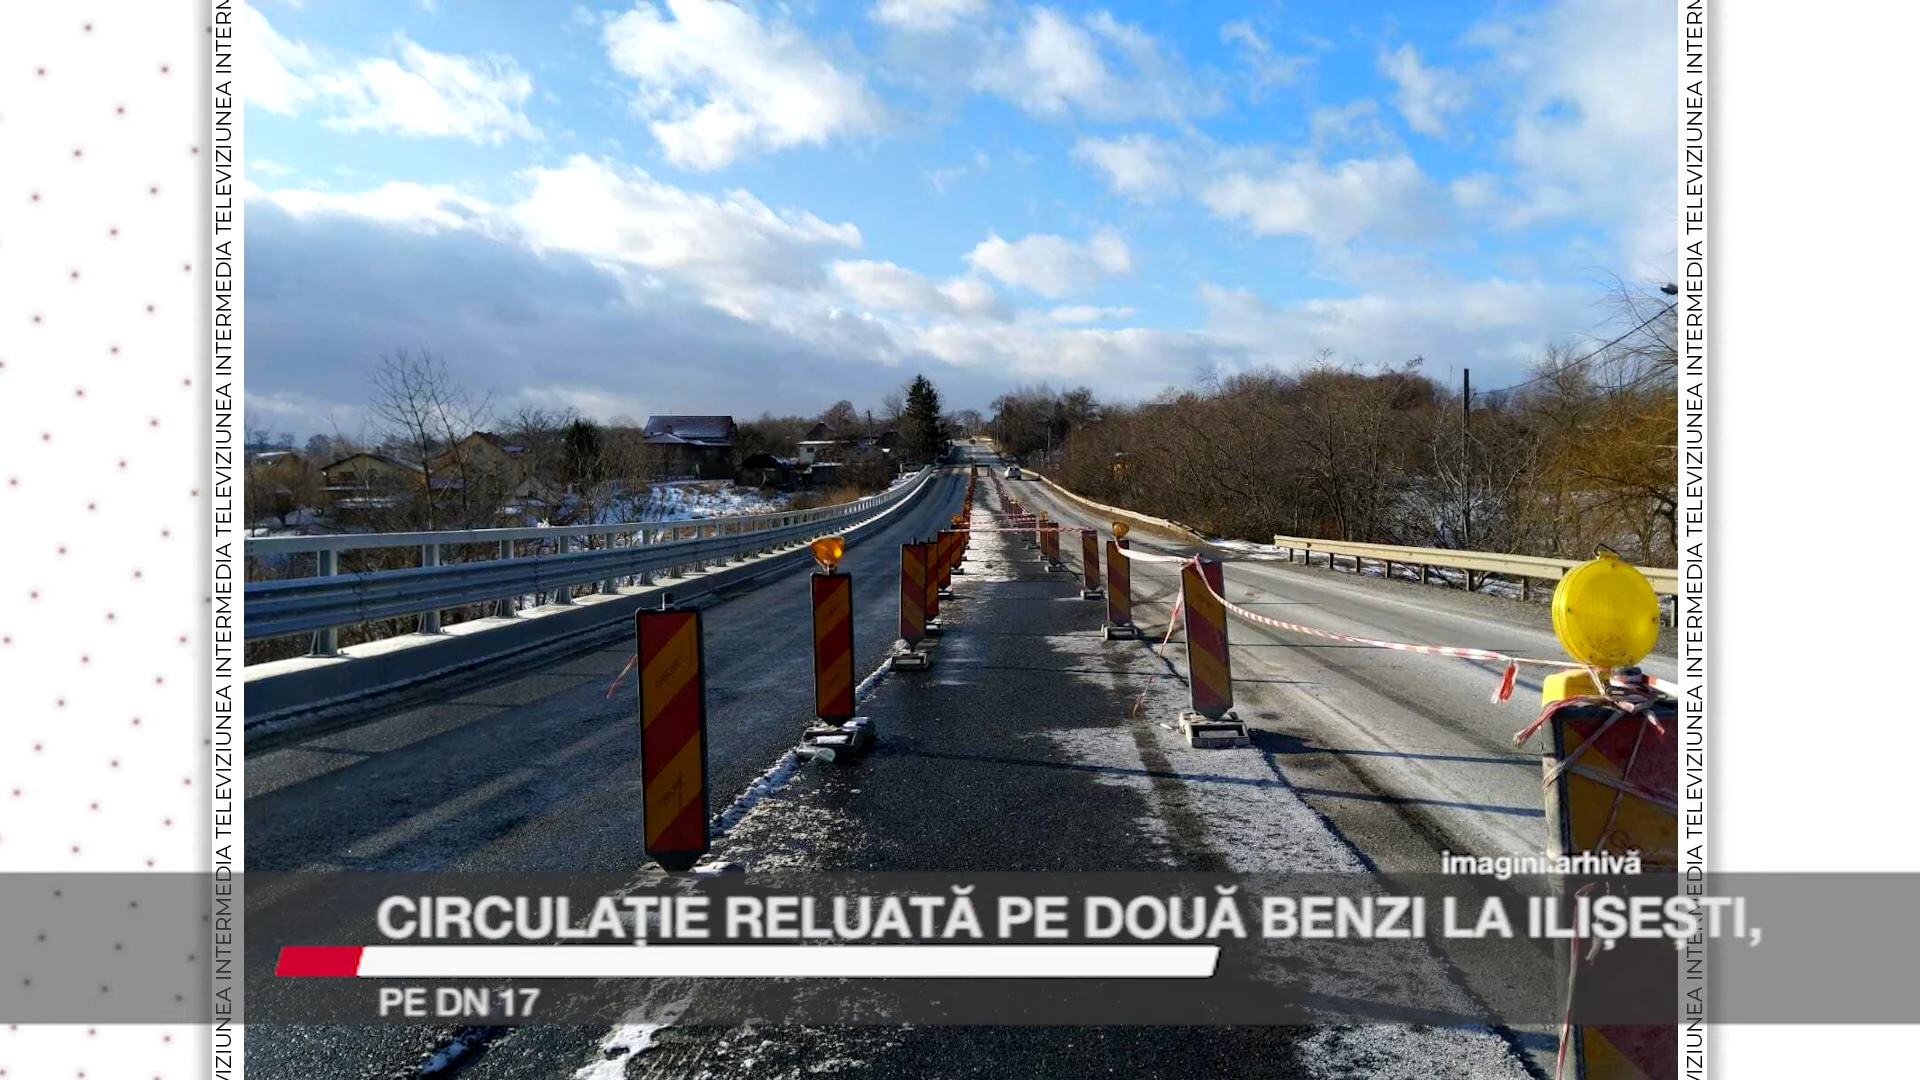 TELEVIZIUNEA INTERMEDIA TELEVIZIUNEA INTERMEDIA TELEVIZIUNEA INTERMEDIA
TELEVIZIUNEA INTERMEDIA TELEVIZIUNEA INTERMEDIA TELEVIZIUNEA INTERMEDIA
imagini arhivă
CIRCULAȚIE RELUATĂ PE DOUĂ BENZI LA ILIȘEȘTI,
PE DN 17